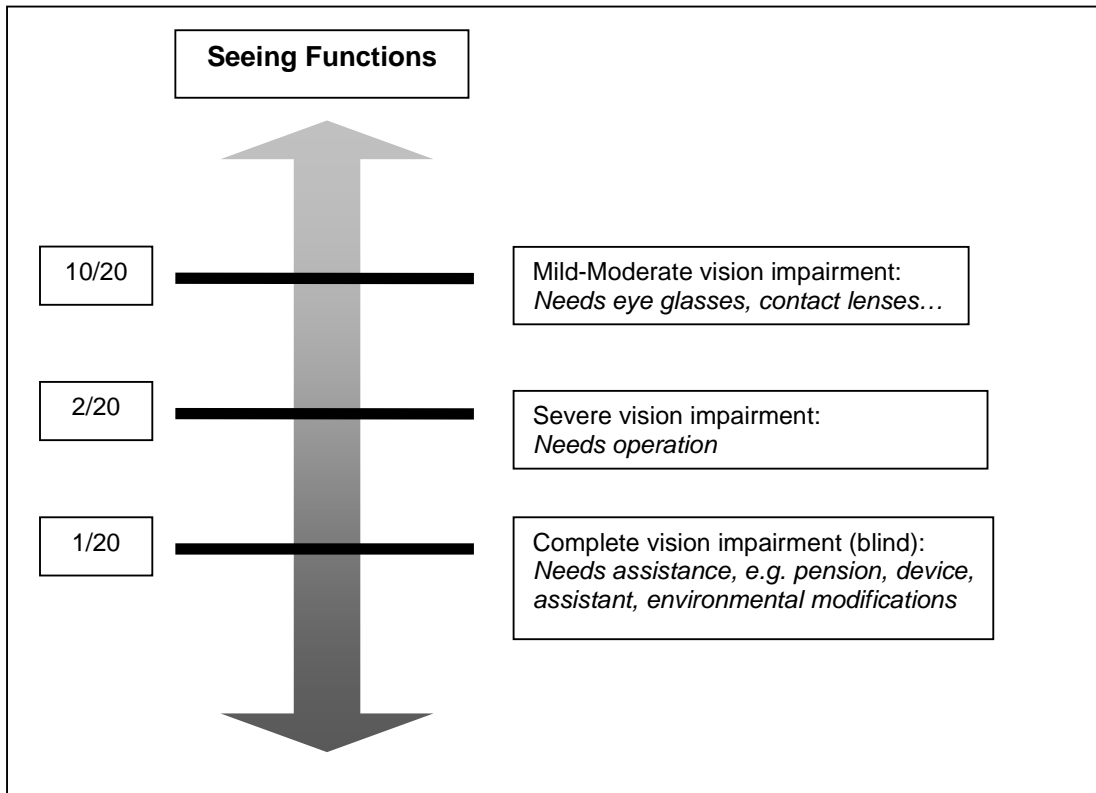 Seeing Functions
10/20
Mild-Moderate vision impairment:
Needs eye glasses, contact lenses…
2/20
Severe vision impairment:
Needs operation
1/20
Complete vision impairment (blind):
Needs assistance, e.g. pension, device,
assistant, environmental modifications